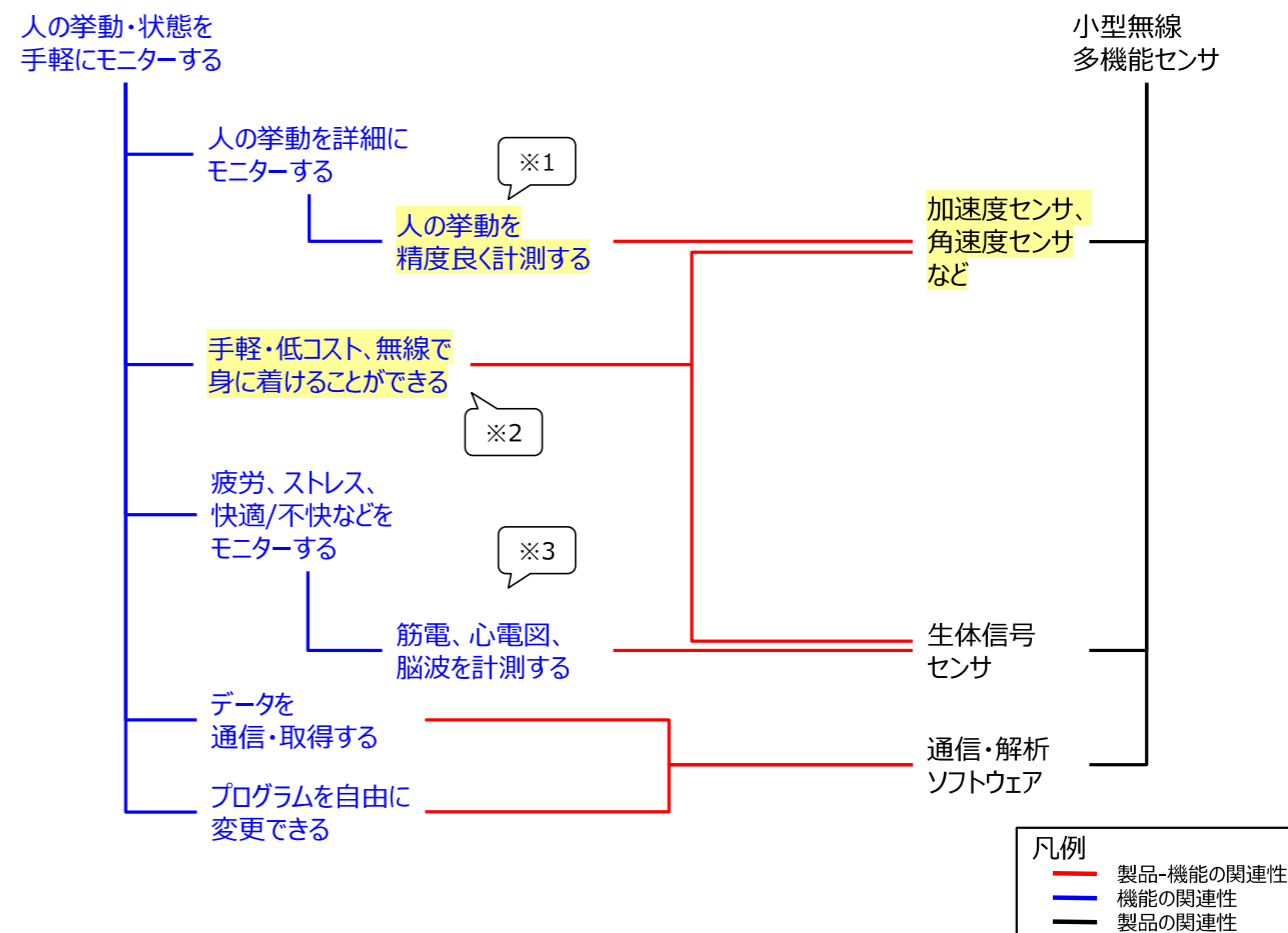 人の挙動・状態を
手軽にモニターする
小型無線
多機能センサ
人の挙動を詳細に
モニターする
※1
人の挙動を
精度良く計測する
加速度センサ、
角速度センサ
など
手軽・低コスト、無線で
身に着けることができる
※2
疲労、ストレス、
快適/不快などを
モニターする
※3
筋電、心電図、
脳波を計測する
生体信号
センサ
データを
通信・取得する
通信・解析
ソフトウェア
プログラムを自由に
変更できる
凡例
製品-機能の関連性
機能の関連性
製品の関連性